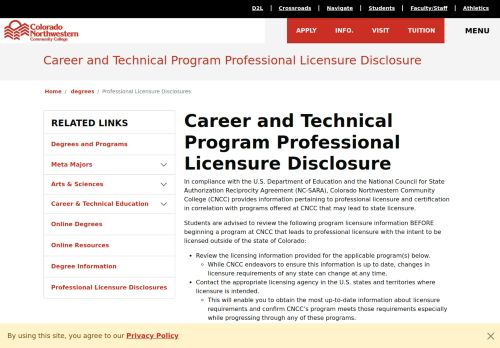 D2L | Crossroads | Navigate | Students | Faculty/Staff | Athletics
Colorado
Northwestern
Community College
APPLY INFO. VISIT TUITION MENU
Career and Technical Program Professional Licensure Disclosure
Home / degrees / Professional Licensure Disclosures
RELATED LINKS
Degrees and Programs
Meta Majors
Arts & Sciences
Career & Technical Education
Online Degrees
Online Resources
Degree Information
Professional Licensure Disclosures
Career and Technical
Program Professional
Licensure Disclosure
In compliance with the U.S. Department of Education and the National Council for State
Authorization Reciprocity Agreement (NC-SARA), Colorado Northwestern Community
College (CNCC) provides information pertaining to professional licensure and certification
in correlation with programs offered at CNCC that may lead to state licensure.
Students are advised to review the following program licensure information BEFORE
beginning a program at CNCC that leads to professional licensure with the intent to be
licensed outside of the state of Colorado:
• Review the licensing information provided for the applicable program(s) below.
◦ While CNCC endeavors to ensure this information is up to date, changes in
licensure requirements of any state can change at any time.
• Contact the appropriate licensing agency in the U.S. states and territories where
licensure is intended.
◦ This will enable you to obtain the most up-to-date information about licensure
requirements and confirm CNCC's program meets those requirements especially
while progressing through any of these programs.
By using this site, you agree to our Privacy Policy
×